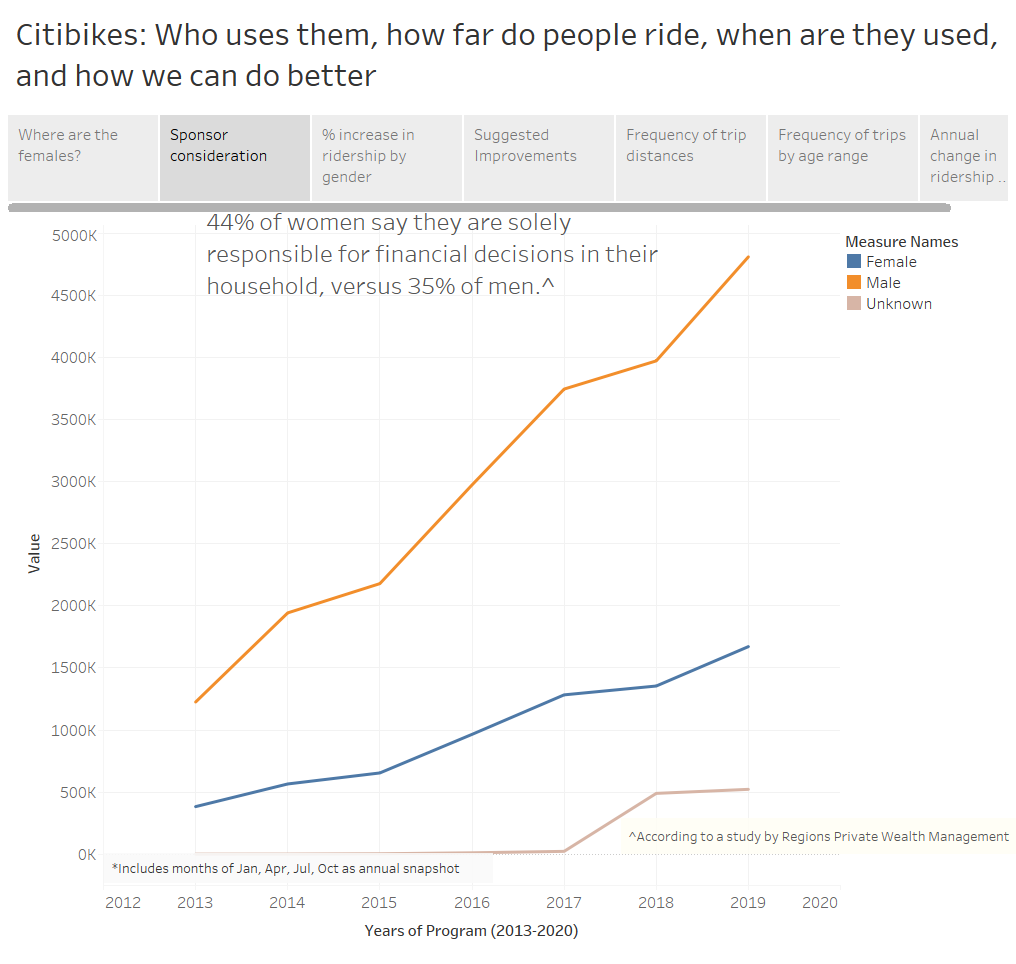 Citibikes: Who uses them, how far do people ride, when are they used,
and how we can do better
Where are the
females?
Sponsor
consideration
% increase in
ridership by
gender
Suggested
Improvements
Frequency of trip
distances
Frequency of trips
by age range
Annual
change in
ridership ..
44% of women say they are solely
responsible for financial decisions in their
household, versus 35% of men.^
Measure Names
Female
Male
Unknown
5000K
4500K
4000K
3500K
3000K
2500K
2000K
1500K
1000K
500K
0K
Value
^According to a study by Regions Private Wealth Management
*Includes months of Jan, Apr, Jul, Oct as annual snapshot
2012 2013 2014 2015 2016 2017 2018 2019 2020
Years of Program (2013-2020)